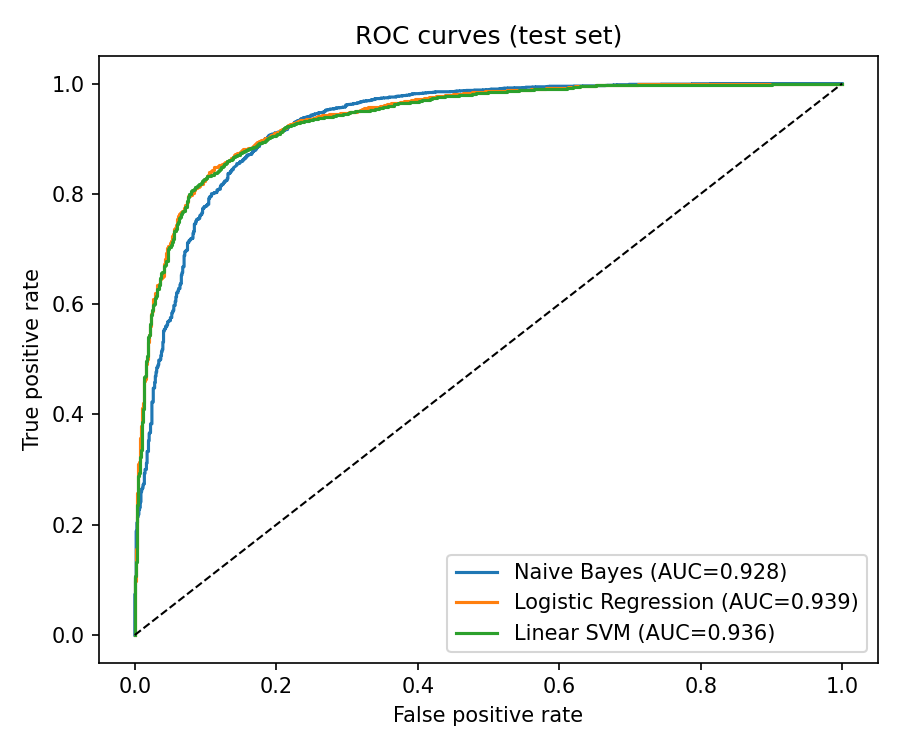 ROC curves (test set)
True positive rate
1.0
0.8
0.6
0.4
0.2
0.0
Naive Bayes (AUC=0.928)
Logistic Regression (AUC=0.939)
Linear SVM (AUC=0.936)
0.0 0.2 0.4 0.6 0.8 1.0
False positive rate